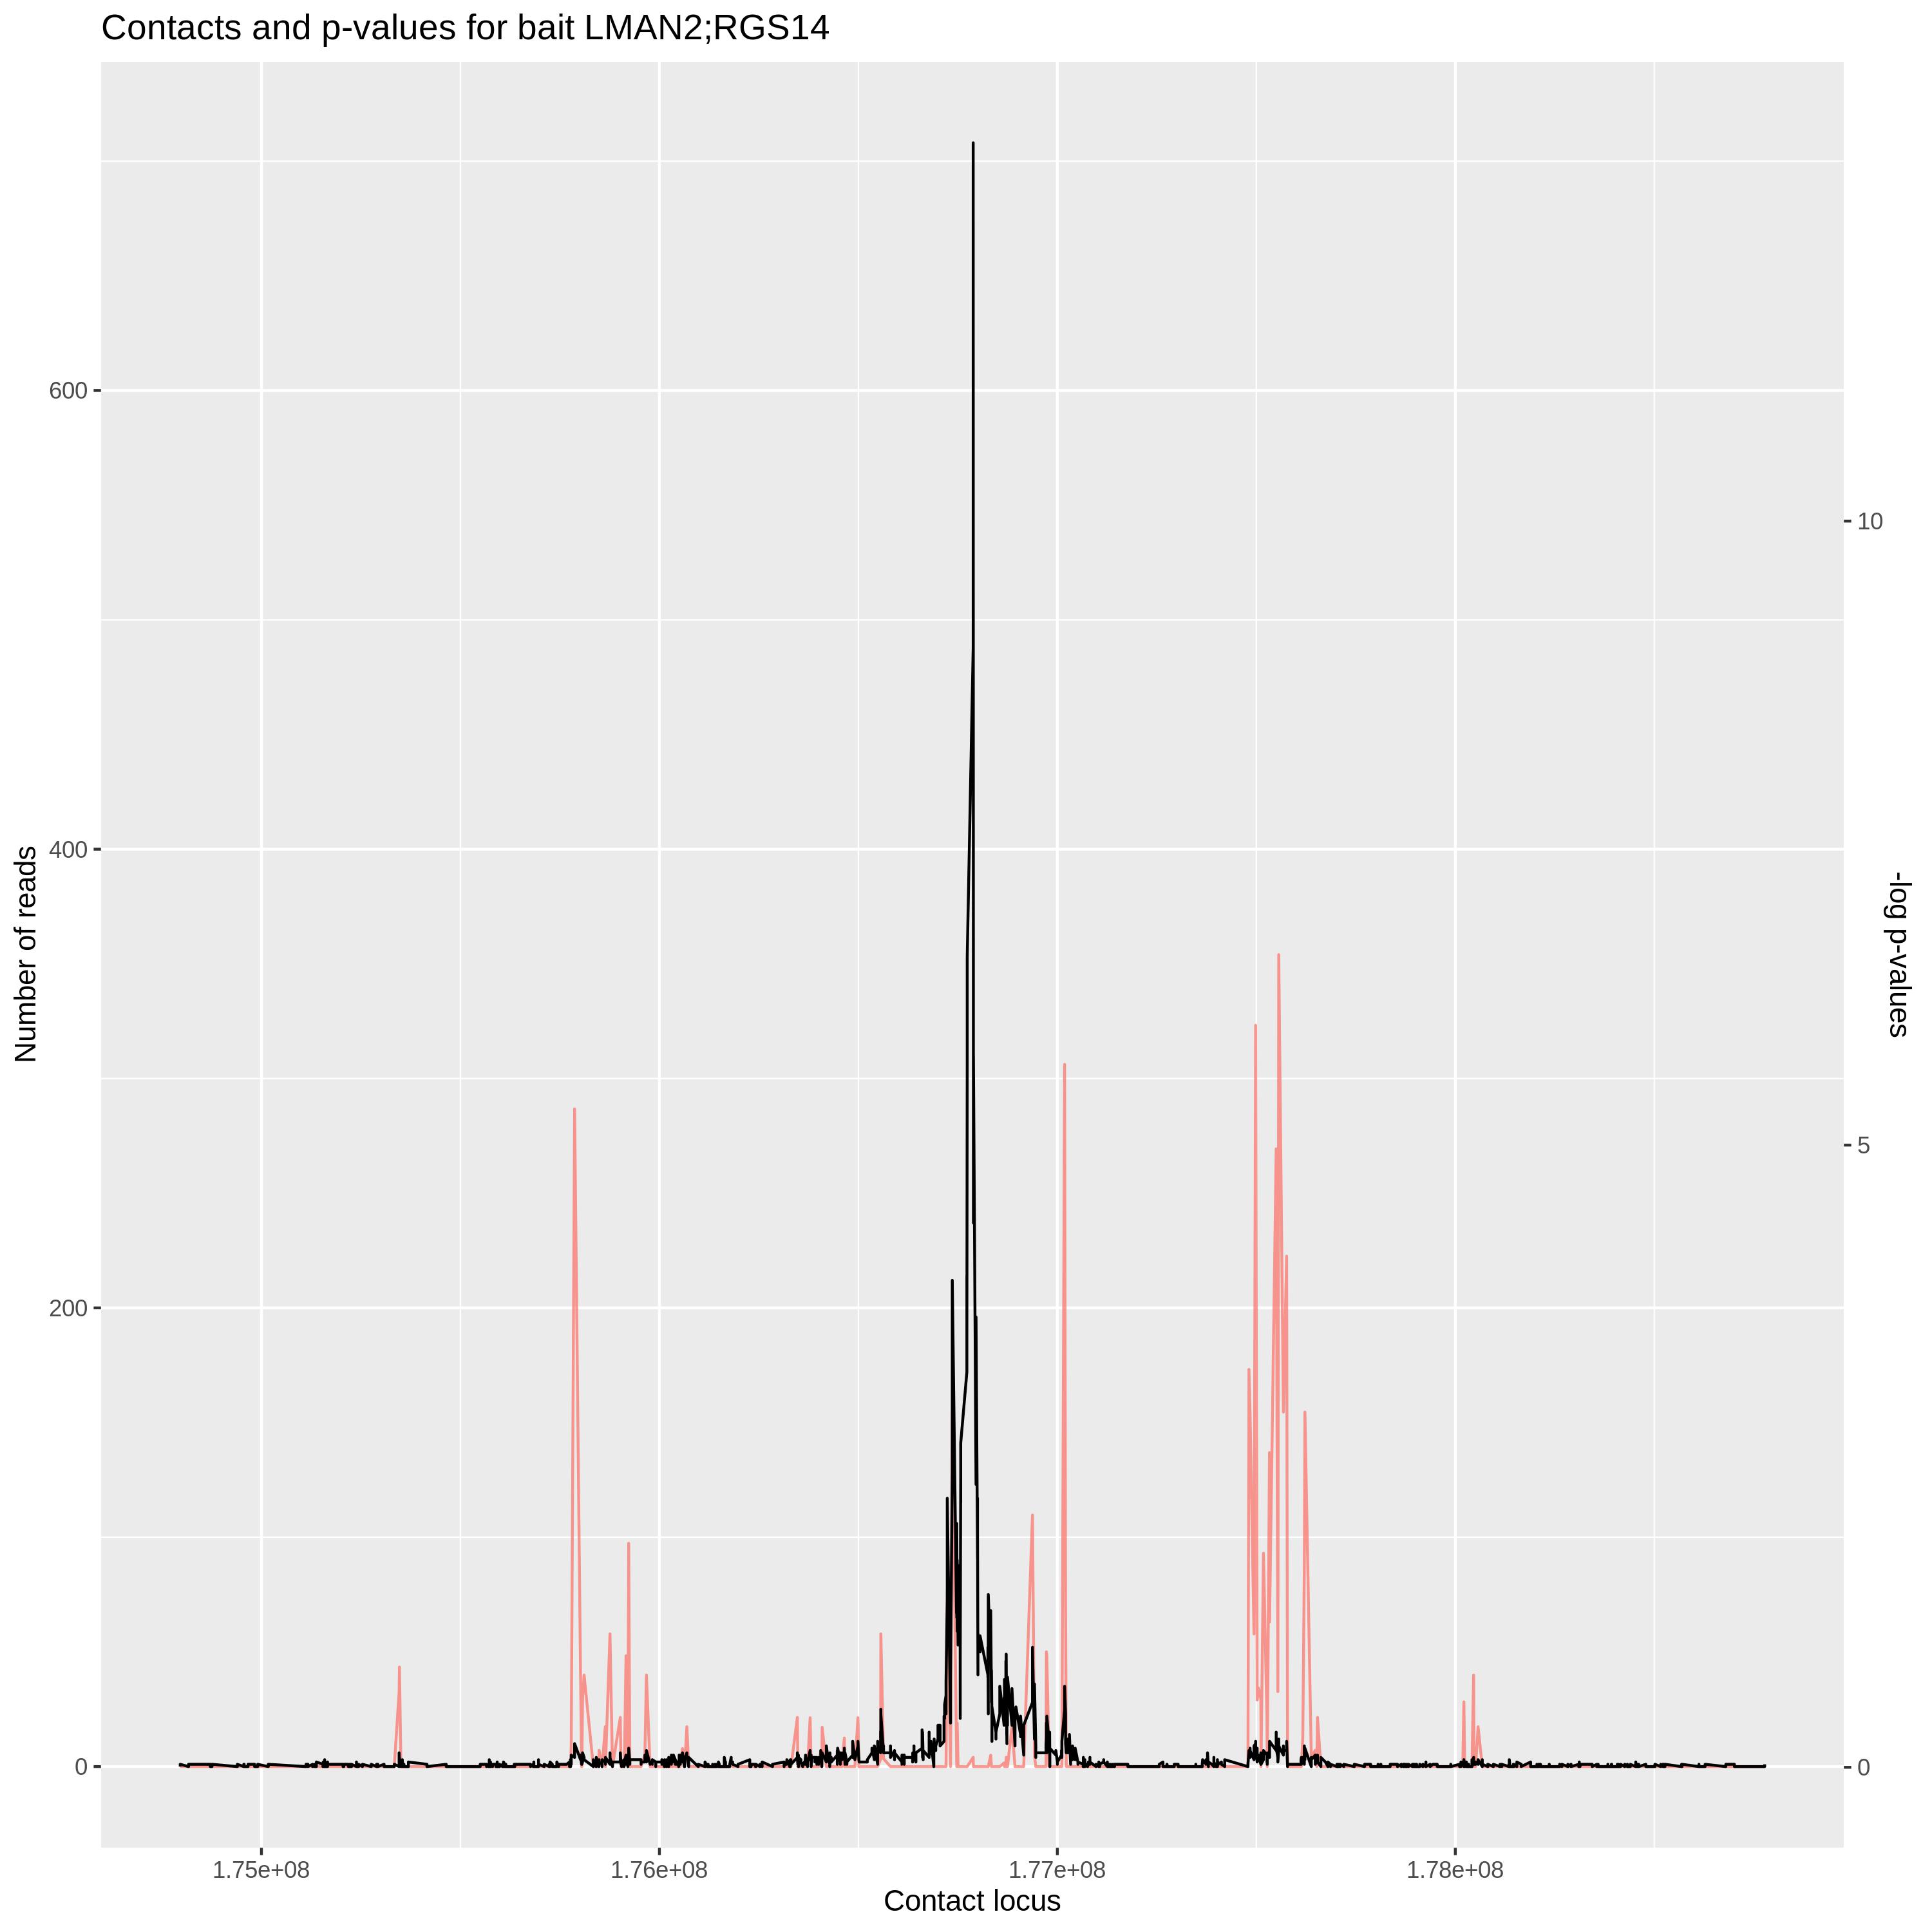 Contacts and p-values for bait LMAN2;RGS14
600
400
200
0
Number of reads
10
5
0
-log p-values
1.75e+08
1.76e+08
1.77e+08
1.78e+08
Contact locus